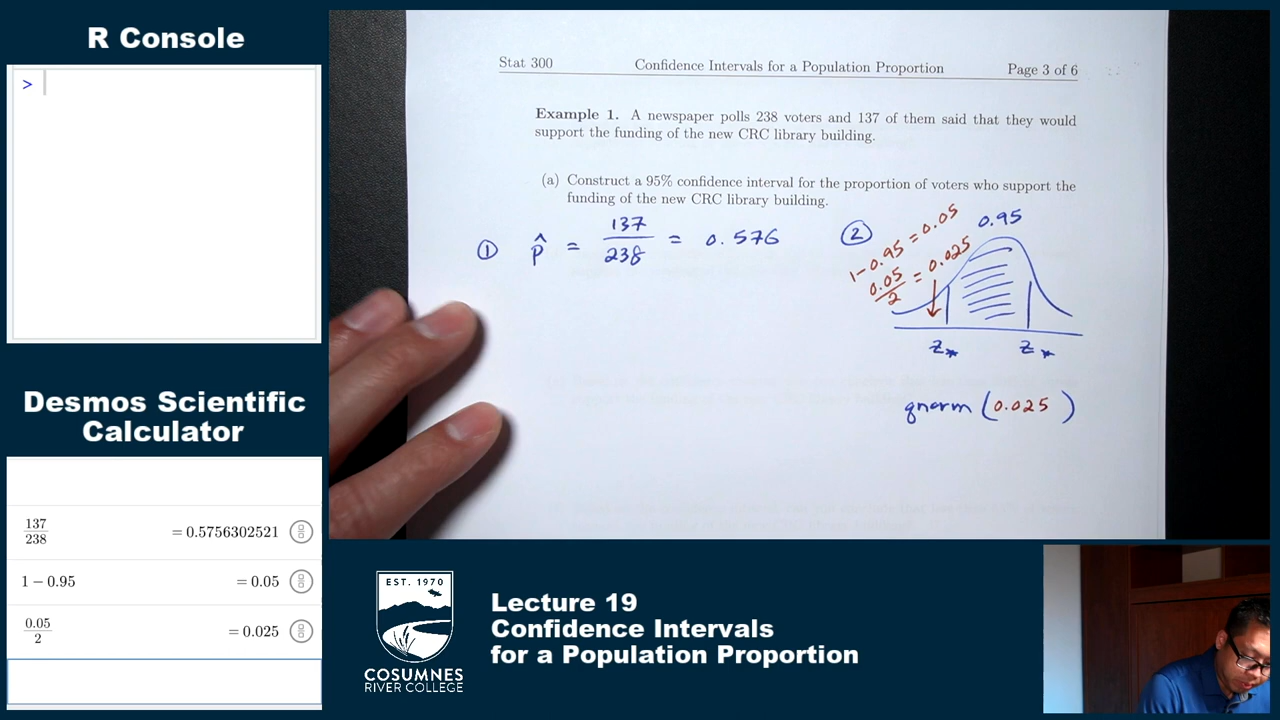 R Console
>
Desmos Scientific
Calculator
137/238 = 0.5756302521
1 − 0.95 = 0.05
0.05/2 = 0.025
Stat 300 Confidence Intervals for a Population Proportion Page 3 of 6
Example 1. A newspaper polls 238 voters and 137 of them said that they would
support the funding of the new CRC library building.
(a) Construct a 95% confidence interval for the proportion of voters who support the
funding of the new CRC library building.
① p̂ = 137/238 = 0.576
②
1 − 0.95 = 0.05
0.05/2 = 0.025
0.95
z* z*
qnorm (0.025 )
EST. 1970
COSUMNES
RIVER COLLEGE
Lecture 19
Confidence Intervals
for a Population Proportion